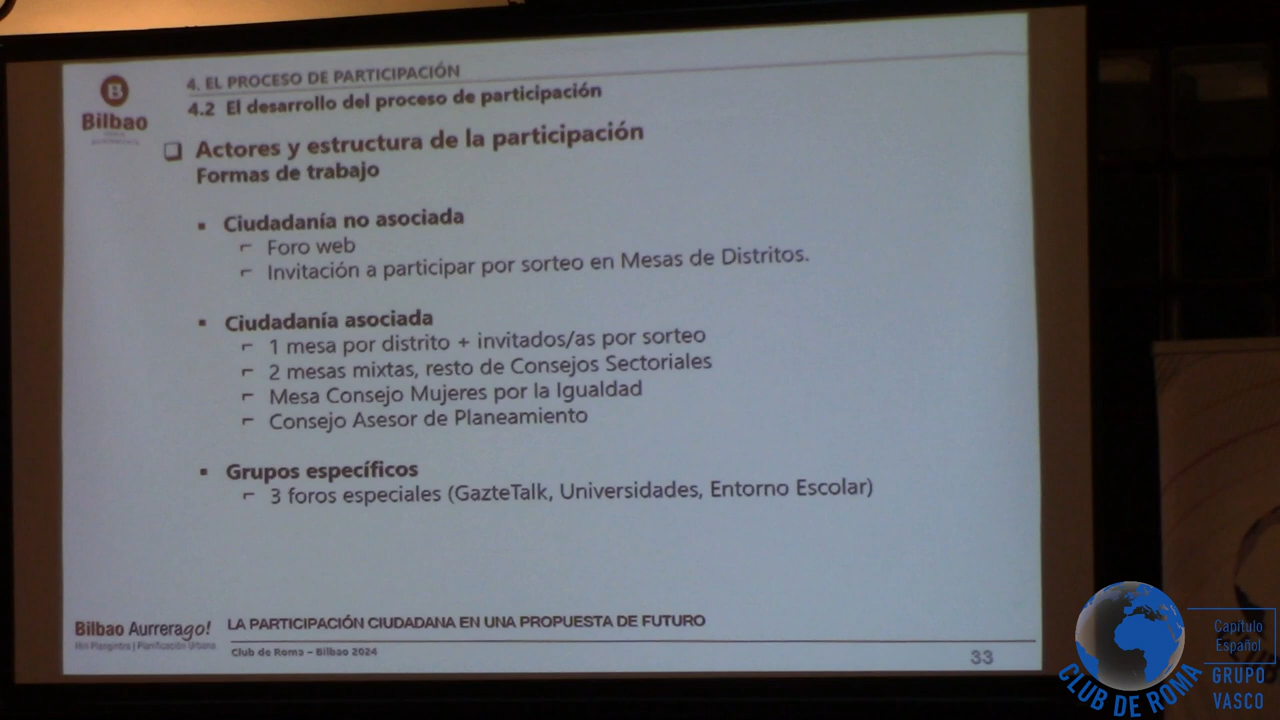 B
Bilbao
4. EL PROCESO DE PARTICIPACIÓN
4.2 El desarrollo del proceso de participación
Actores y estructura de la participación
Formas de trabajo
Ciudadanía no asociada
Foro web
Invitación a participar por sorteo en Mesas de Distritos.
Ciudadanía asociada
1 mesa por distrito + invitados/as por sorteo
2 mesas mixtas, resto de Consejos Sectoriales
Mesa Consejo Mujeres por la Igualdad
Consejo Asesor de Planeamiento
Grupos específicos
3 foros especiales (GazteTalk, Universidades, Entorno Escolar)
Bilbao Aurrerago!
Hiri Plangintza | Planificación Urbana
LA PARTICIPACIÓN CIUDADANA EN UNA PROPUESTA DE FUTURO
Club de Roma – Bilbao 2024
33
CLUB DE ROMA
Capítulo
Español
GRUPO
VASCO